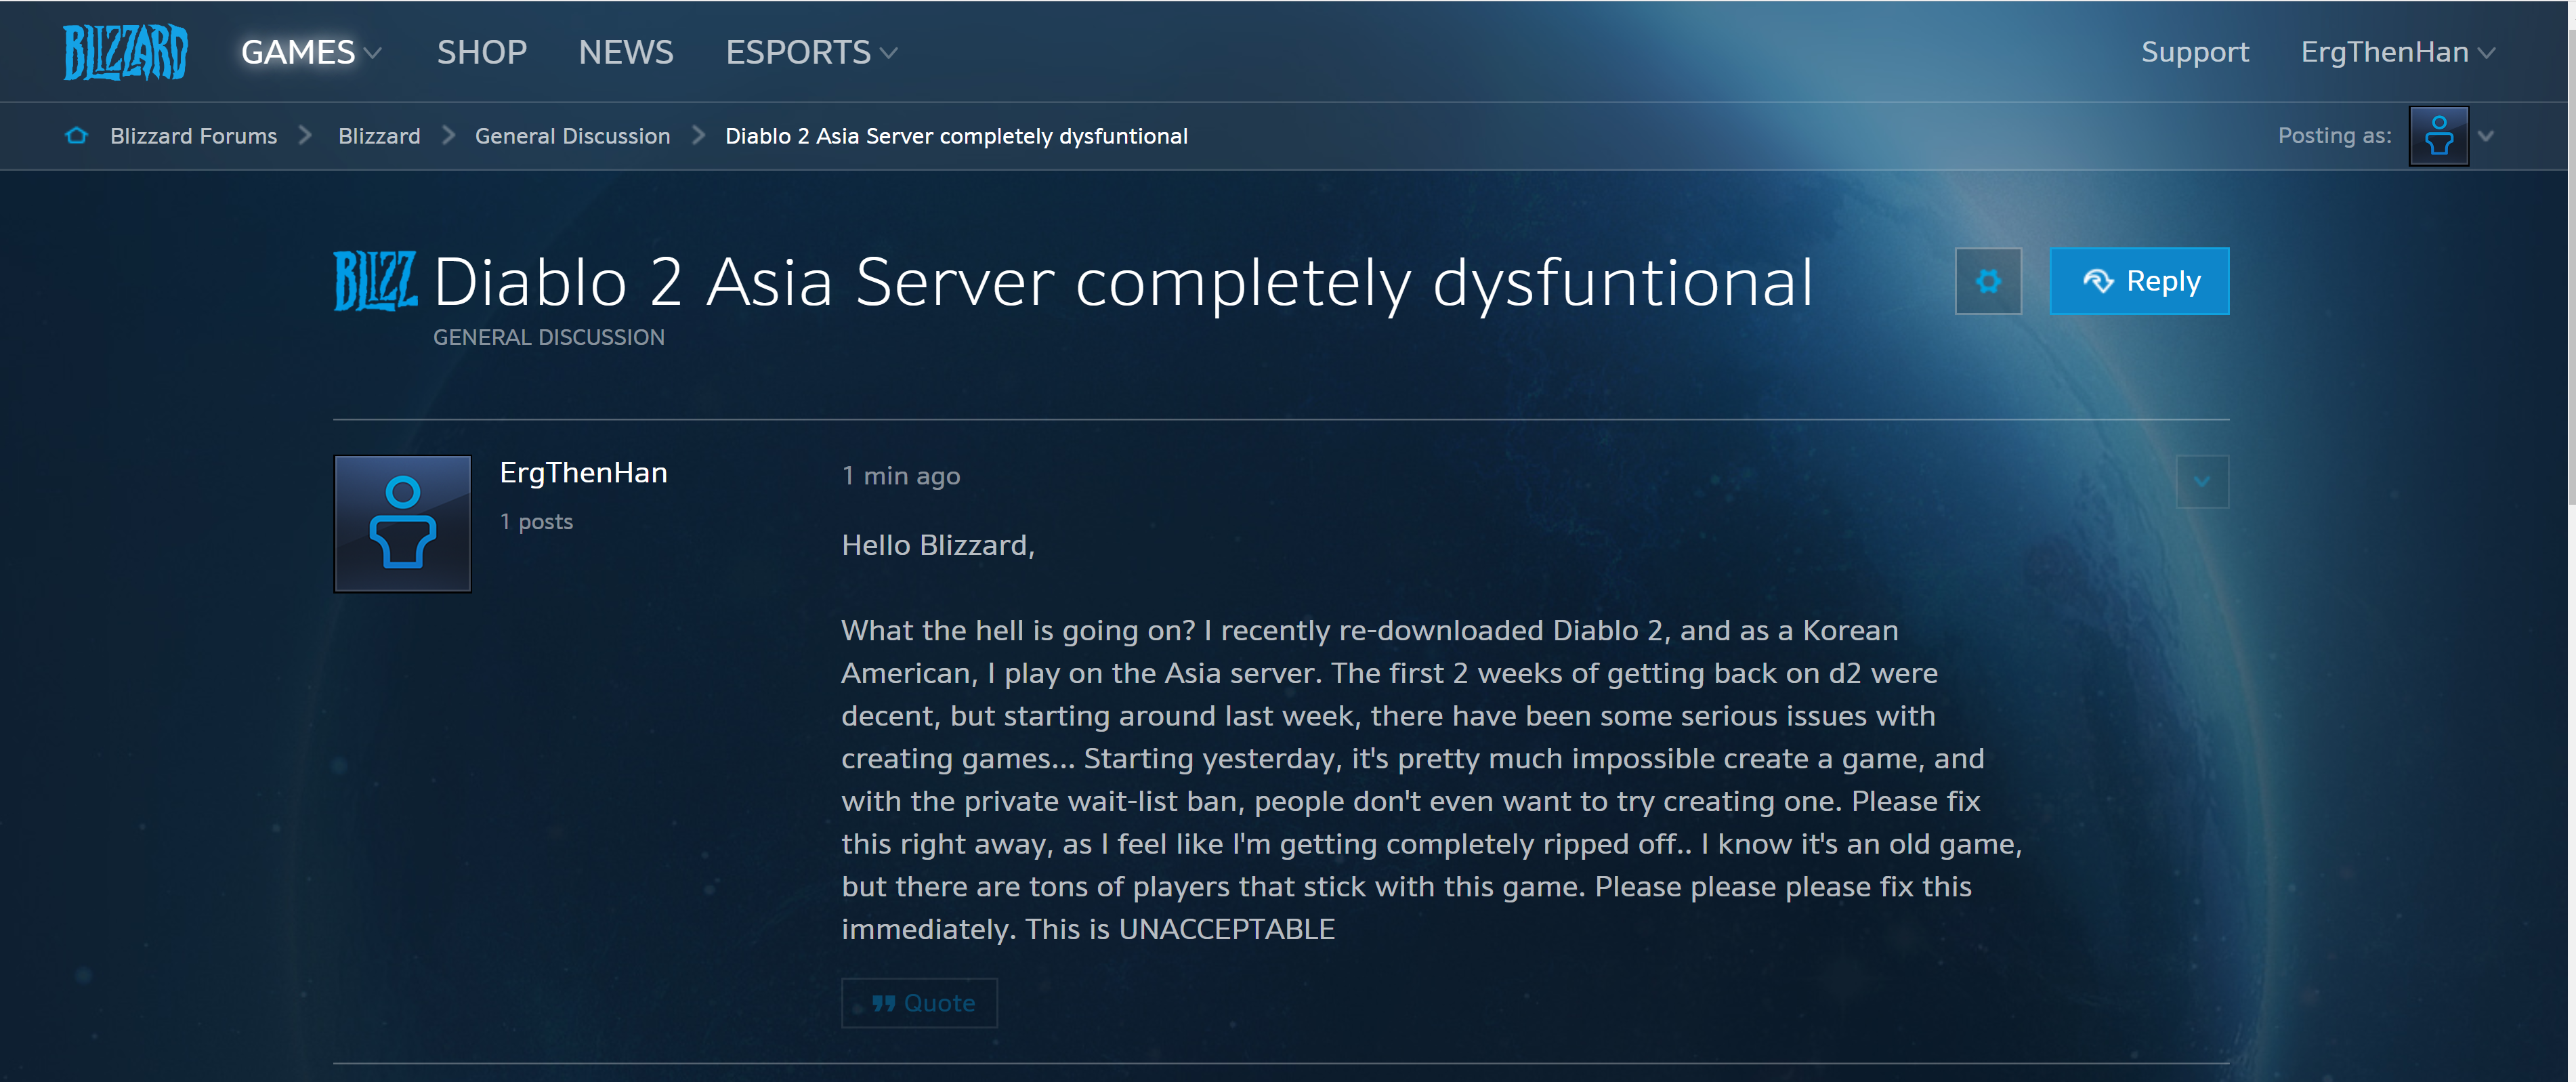 BLIZZARD GAMES SHOP NEWS ESPORTS Support ErgThenHan
Blizzard Forums Blizzard General Discussion Diablo 2 Asia Server completely dysfuntional Posting as:
BLIZZ Diablo 2 Asia Server completely dysfuntional Reply
GENERAL DISCUSSION
ErgThenHan
1 posts
1 min ago
Hello Blizzard,
What the hell is going on? I recently re-downloaded Diablo 2, and as a Korean
American, I play on the Asia server. The first 2 weeks of getting back on d2 were
decent, but starting around last week, there have been some serious issues with
creating games... Starting yesterday, it's pretty much impossible create a game, and
with the private wait-list ban, people don't even want to try creating one. Please fix
this right away, as I feel like I'm getting completely ripped off.. I know it's an old game,
but there are tons of players that stick with this game. Please please please fix this
immediately. This is UNACCEPTABLE
Quote